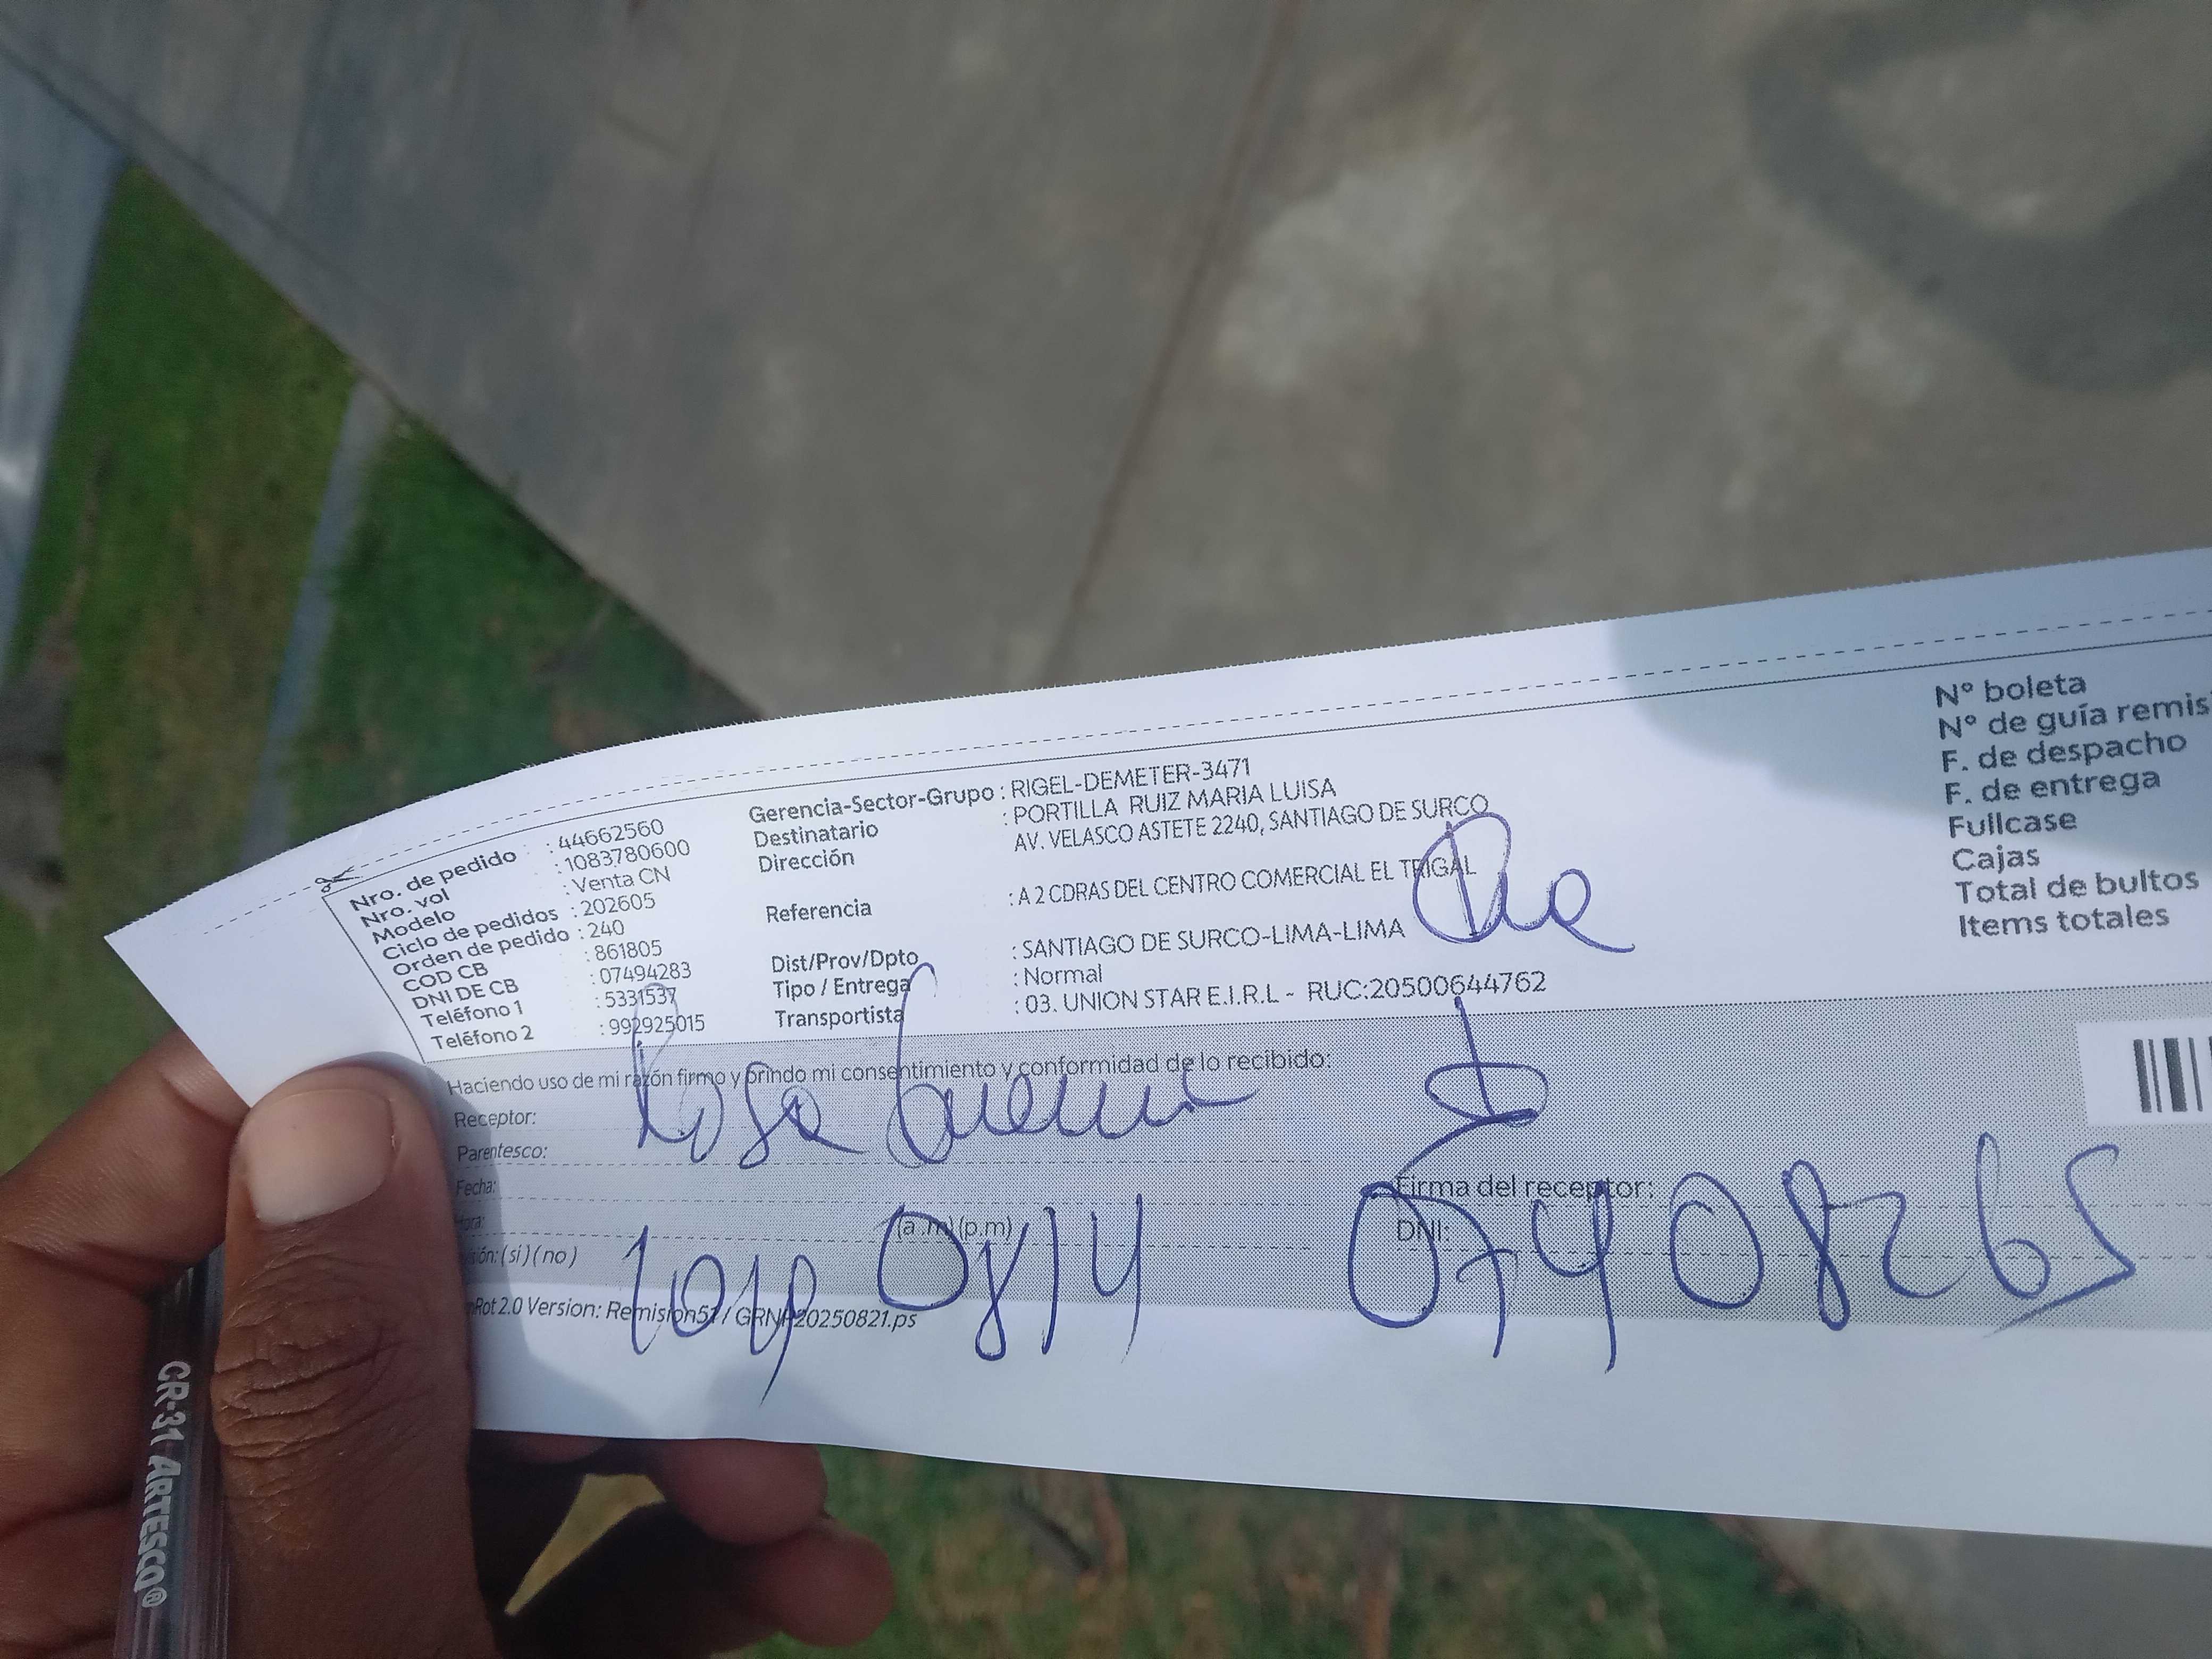 Nro. de pedido : 44662560
Nro. vol : 1083780600
Modelo : Venta CN
Ciclo de pedidos : 202605
Orden de pedido : 240
COD CB : 861805
DNI DE CB : 07494283
Teléfono 1 : 5331537
Teléfono 2 : 992925015
Gerencia-Sector-Grupo : RIGEL-DEMETER-3471
Destinatario : PORTILLA RUIZ MARIA LUISA
Dirección AV. VELASCO ASTETE 2240, SANTIAGO DE SURCO
Referencia : A 2 CDRAS DEL CENTRO COMERCIAL EL TRIGAL
Dist/Prov/Dpto : SANTIAGO DE SURCO-LIMA-LIMA
Tipo / Entrega : Normal
Transportista : 03. UNION STAR E.I.R.L - RUC:20500644762
N° boleta
N° de guía remis
F. de despacho
F. de entrega
Fullcase
Cajas
Total de bultos
Items totales
Haciendo uso de mi razón firmo y brindo mi consentimiento y conformidad de lo recibido:
Receptor: Rosa
Parentesco:
Fecha:
Hora: (a .m) (p.m)
(si) ( no )
Firma del receptor:
DNI: 07408265
2.0 Version: Remision51 / GRNP20250821.ps
CR-31 ARTESCO®